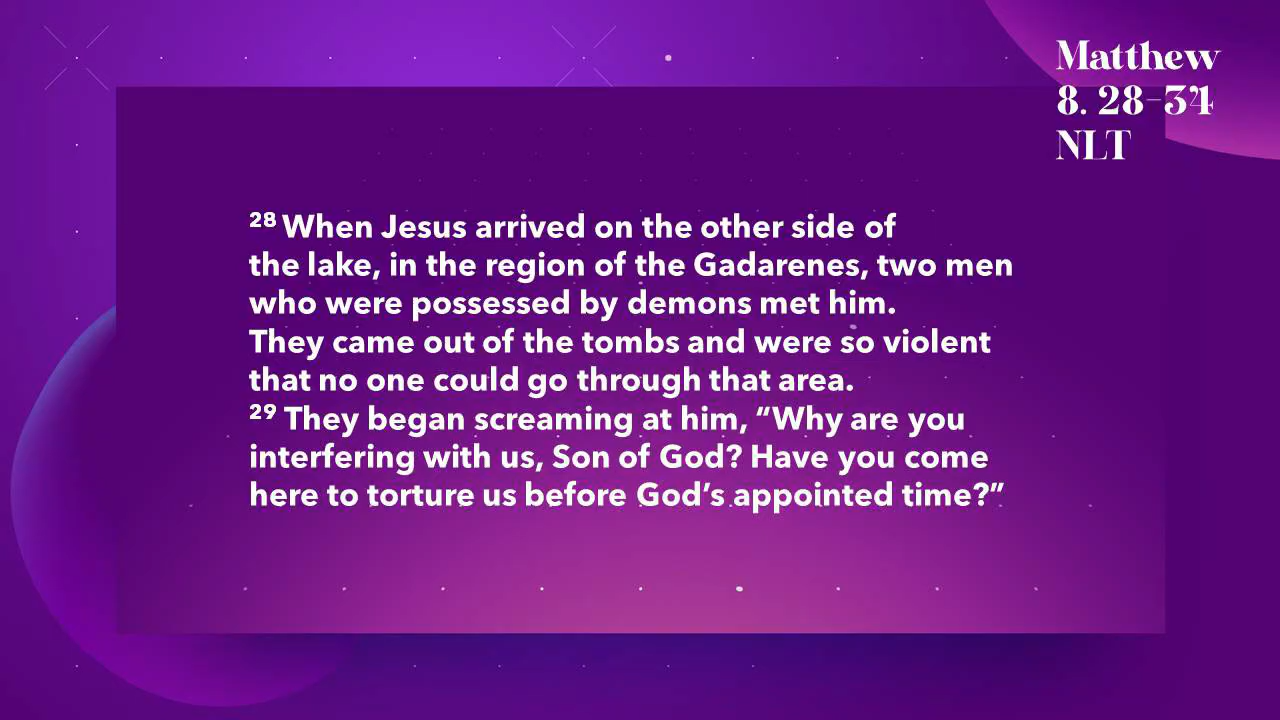 Matthew
8. 28-34
NLT
28 When Jesus arrived on the other side of
the lake, in the region of the Gadarenes, two men
who were possessed by demons met him.
They came out of the tombs and were so violent
that no one could go through that area.
29 They began screaming at him, “Why are you
interfering with us, Son of God? Have you come
here to torture us before God’s appointed time?”